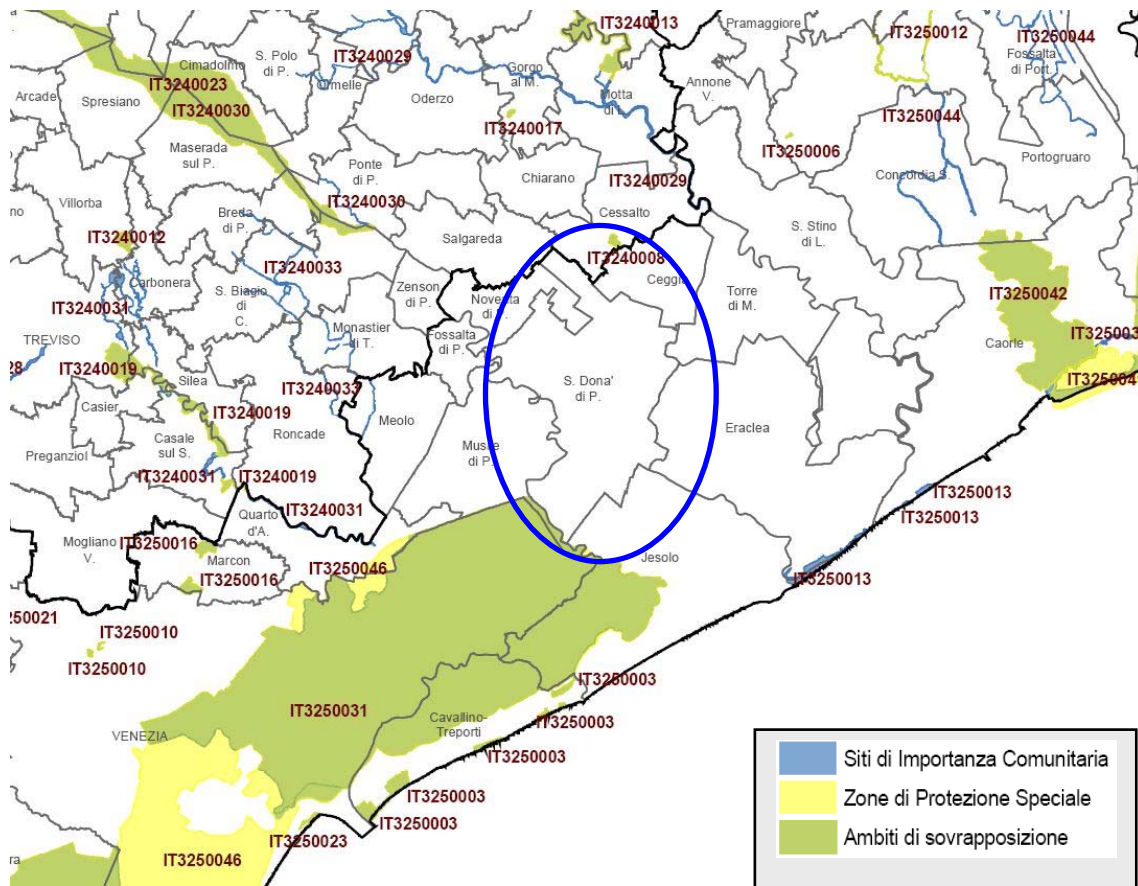 IT3240013
Pramaggiore
IT3250012
IT3250044
Fossalta
di Port.
S. Polo
di P.
IT3240029
Cimadolmo
Gorgo
al M.
Annone
V.
IT3240023
Ormelle
Arcade
Spresiano
IT3240030
Oderzo
Motta
IT3240017
IT3250044
Maserada
sul P.
IT3250006
Portogruaro
Ponte
di P.
Chiarano
IT3240029
Concordia S.
Villorba
IT3240030
Cessalto
Breda
di P.
S. Stino
di L.
IT3240012
Salgareda
IT3240008
IT3240033
Carbonera
Zenson
di P.
Ceggia
Torre
di M.
IT3250042
S. Biagio
di
C.
Noventa
IT3240031
Monastier
di T.
Fossalta
di P.
TREVISO
Caorle
IT3240019
28
Silea
IT3240033
S. Dona'
di P.
Casier
IT3240019
Meolo
Eraclea
Casale
sul S.
Roncade
Musile
di P.
Preganziol
IT3240031
IT3240019
IT3250013
Quarto
d'A.
IT3240031
IT3250013
Mogliano
V.
IT3250016
Marcon
IT3250046
Jesolo
IT3250016
IT3250013
250021
IT3250010
IT3250010
IT3250003
IT3250031
Cavallino-
Treporti
IT3250003
VENEZIA
IT3250003
Siti di Importanza Comunitaria
IT3250003
Zone di Protezione Speciale
IT3250003
IT3250023
Ambiti di sovrapposizione
IT3250046